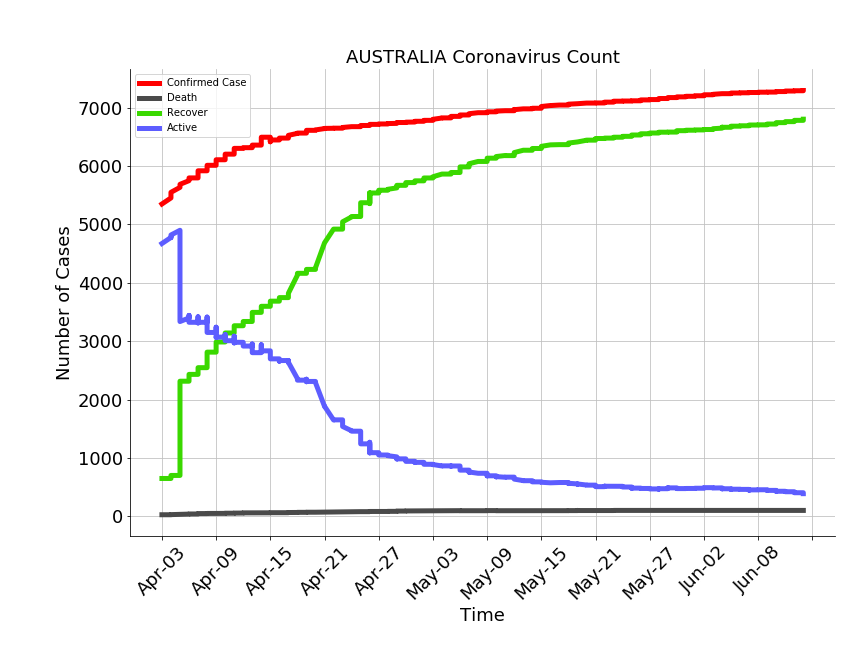 AUSTRALIA Coronavirus Count
Confirmed Case
Death
Recover
Active
7000
6000
5000
4000
3000
2000
1000
0
Number of Cases
Apr-03
Apr-09
Apr-15
Apr-21
Apr-27
May-03
May-09
May-15
May-21
May-27
Jun-02
Jun-08
Time